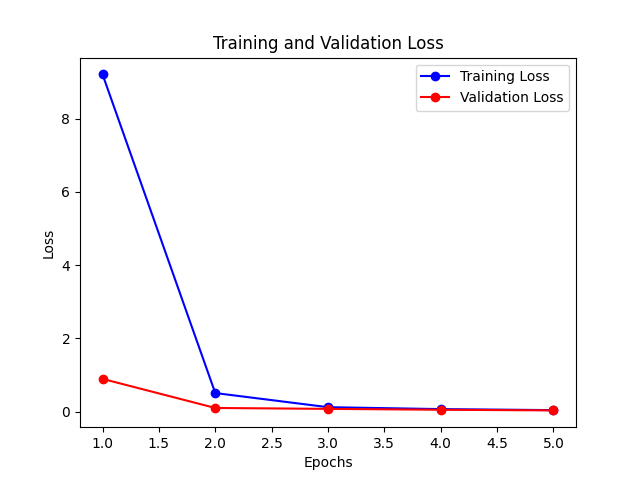 Training and Validation Loss
Training Loss
Validation Loss
Loss
8
6
4
2
0
1.0 1.5 2.0 2.5 3.0 3.5 4.0 4.5 5.0
Epochs